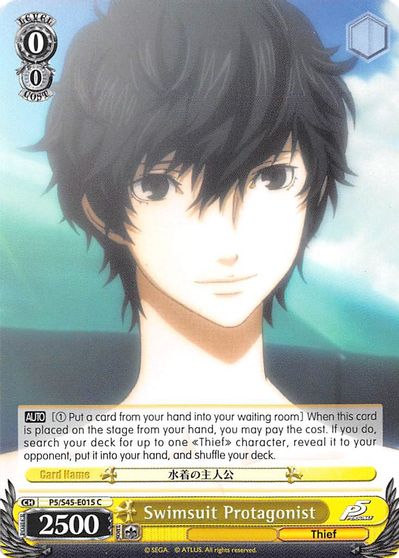 LEVEL
0
0
COST
AUTO [① Put a card from your hand into your waiting room] When this card
is placed on the stage from your hand, you may pay the cost. If you do,
search your deck for up to one «Thief» character, reveal it to your
opponent, put it into your hand, and shuffle your deck.
Card Name 水着の主人公
CH P5/S45-E015 C
2500 Swimsuit Protagonist P5
Thief
© SEGA. © ATLUS. All rights reserved.